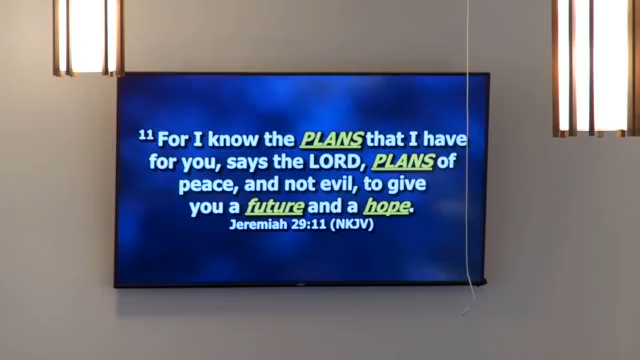 11 For I know the PLANS that I have
for you, says the LORD, PLANS of
peace, and not evil, to give
you a future and a hope.
Jeremiah 29:11 (NKJV)